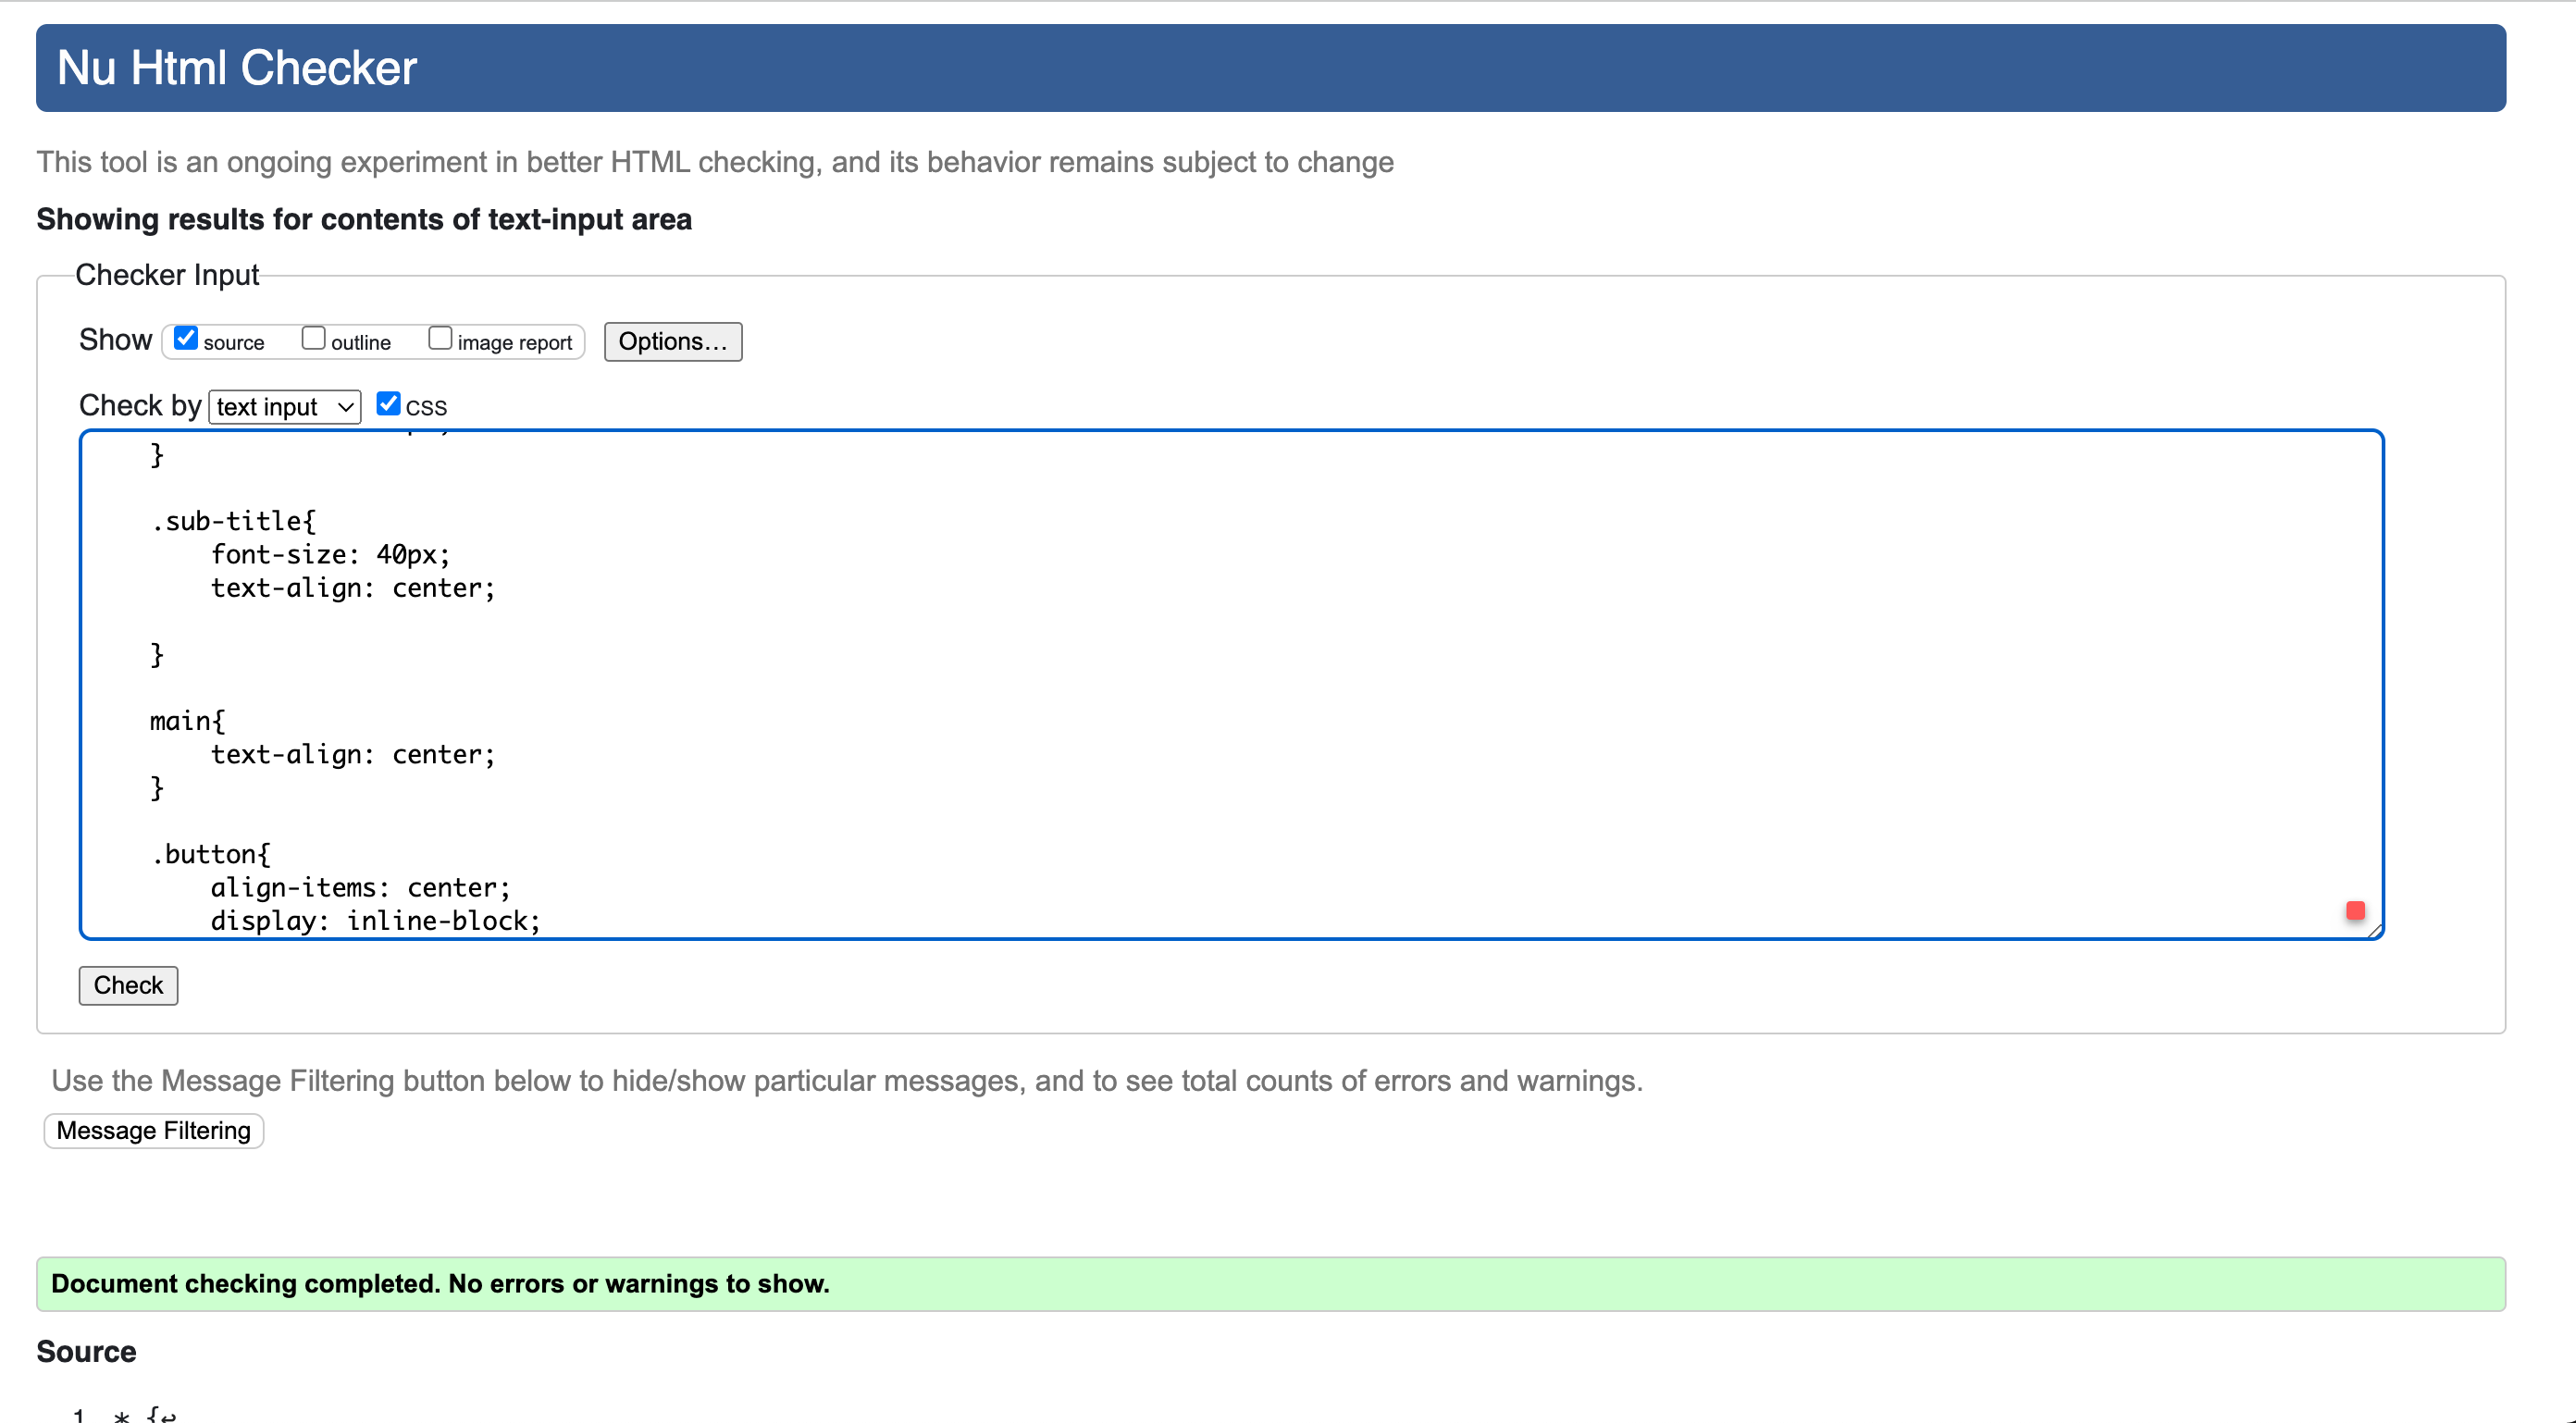 Nu Html Checker
This tool is an ongoing experiment in better HTML checking, and its behavior remains subject to change
Showing results for contents of text-input area
Checker Input
Show source outline image report Options...
Check by text input CSS
}
.sub-title{
font-size: 40px;
text-align: center;
}
main{
text-align: center;
}
.button{
align-items: center;
display: inline-block;
Check
Use the Message Filtering button below to hide/show particular messages, and to see total counts of errors and warnings.
Message Filtering
Document checking completed. No errors or warnings to show.
Source
1. * {↩